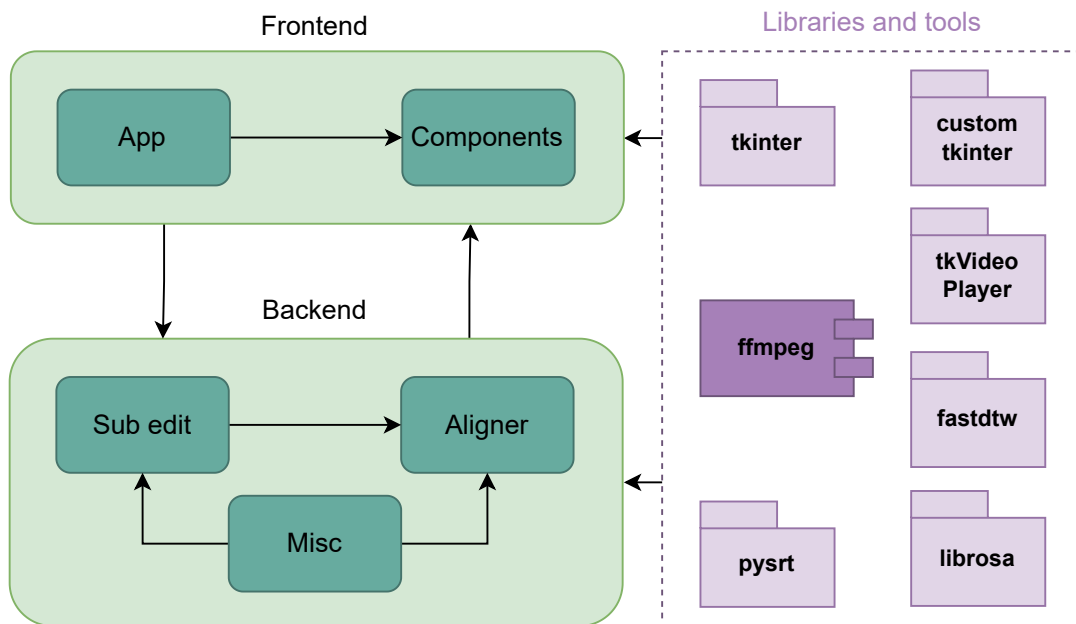 Frontend
App
Components
Backend
Sub edit
Aligner
Misc
Libraries and tools
tkinter
custom
tkinter
tkVideo
Player
ffmpeg
fastdtw
pysrt
librosa